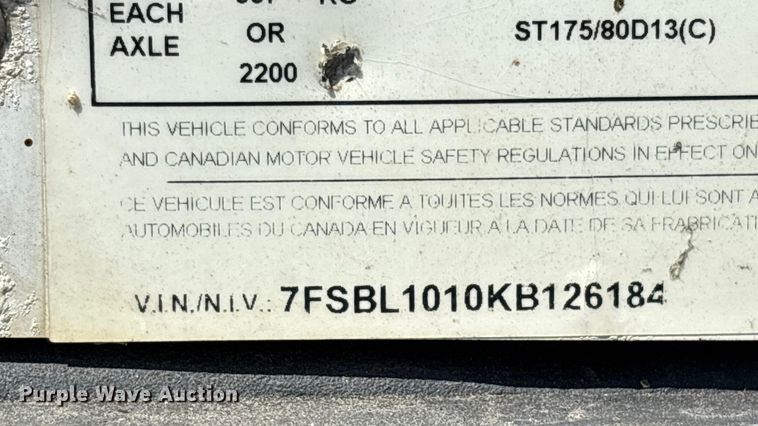 EACH
AXLE
OR
2200
ST175/80D13(C)
THIS VEHICLE CONFORMS TO ALL APPLICABLE STANDARDS PRESCRIBE
AND CANADIAN MOTOR VEHICLE SAFETY REGULATIONS IN EFFECT ON
CE VEHICULE EST CONFORME A TOUITES LES NORMES QUI LUI SONT A
AUTOMOBILES DU CANADA EN VIGUEUR A LA DATE DE SA FRABRICATI
V.I.N./N.I.V.: 7FSBL1010KB126184
Purple Wave Auction